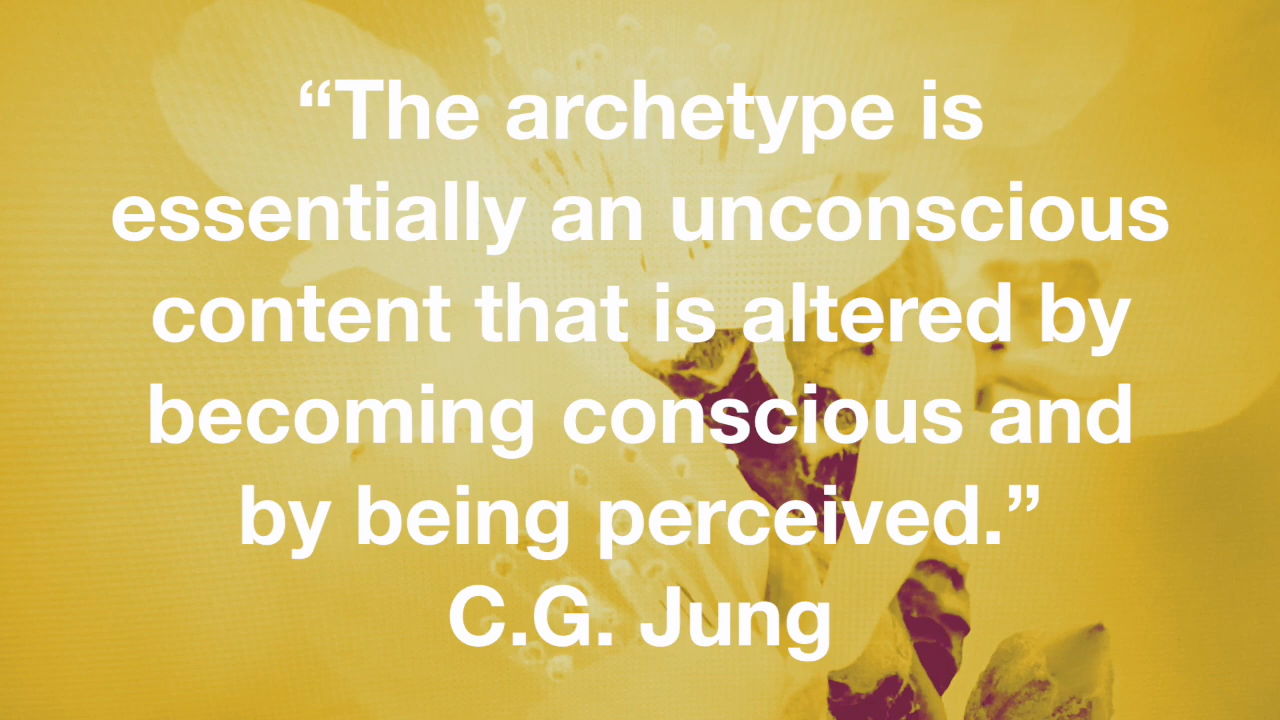 “The archetype is
essentially an unconscious
content that is altered by
becoming conscious and
by being perceived.”
C.G. Jung